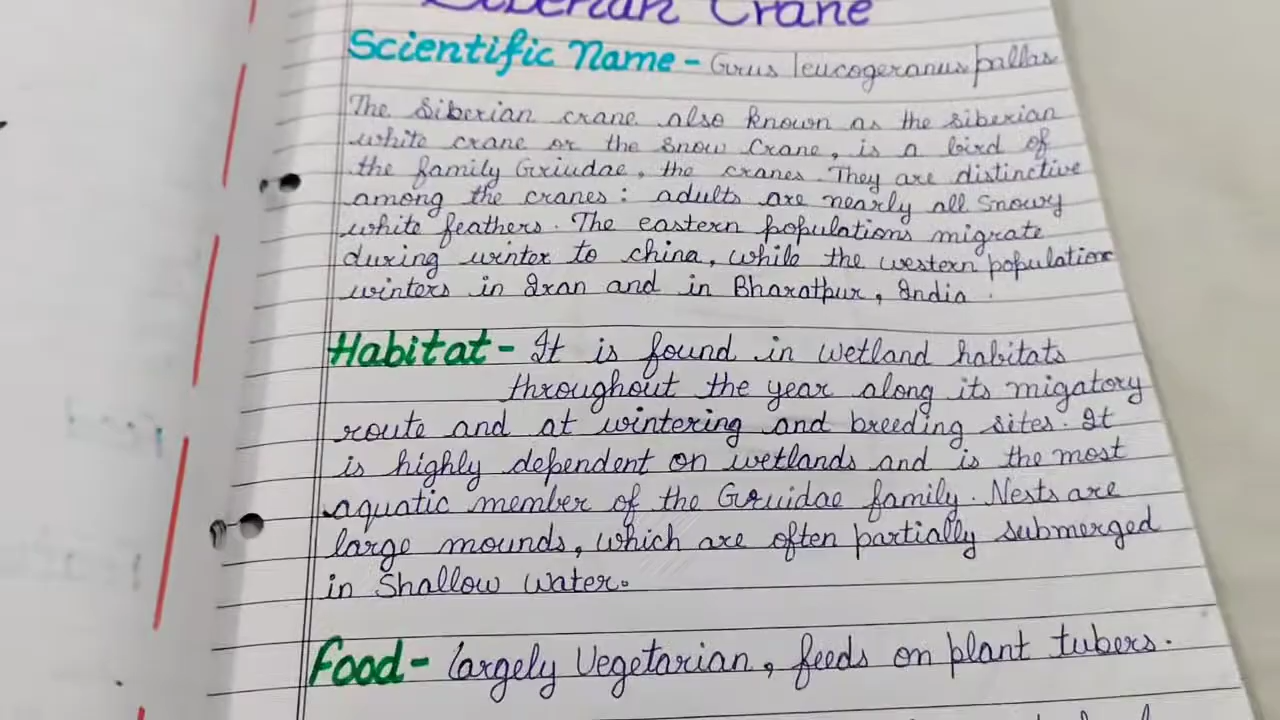 Siberian Crane
Scientific Name - Grus leucogeranus pallas
The Siberian crane also known as the siberian
white crane or the snow Crane, is a bird of
the family Griudae, the cranes. They are distinctive
among the cranes: adults are nearly all Snowy
white feathers. The eastern populations migrate
during winter to china, while the western population
winters in Iran and in Bharatpur, India.
Habitat - It is found in wetland habitats
throughout the year along its migatory
route and at wintering and breeding sites. It
is highly dependent on wetlands and is the most
aquatic member of the Gruidae family. Nests are
large mounds, which are often partially submerged
in Shallow Water.
Food - largely Vegetarian, feeds on plant tubers.